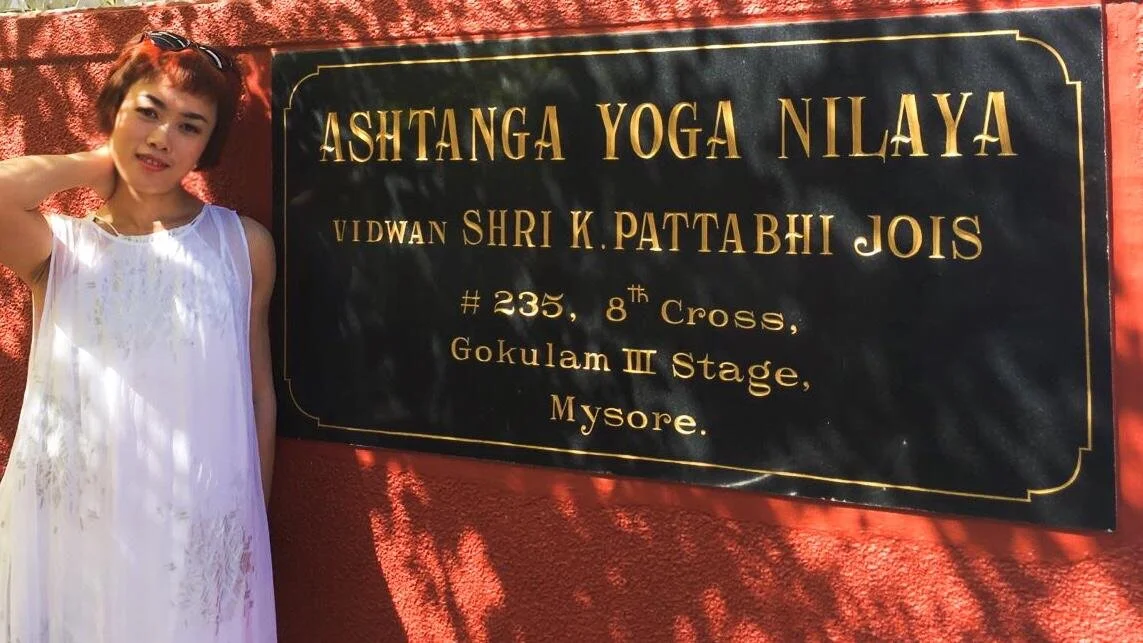 ASHTANGA YOGA NILAYA
VIDWAN SHRI K. PATTABHI JOIS
# 235, 8th Cross,
Gokulam III Stage,
Mysore.